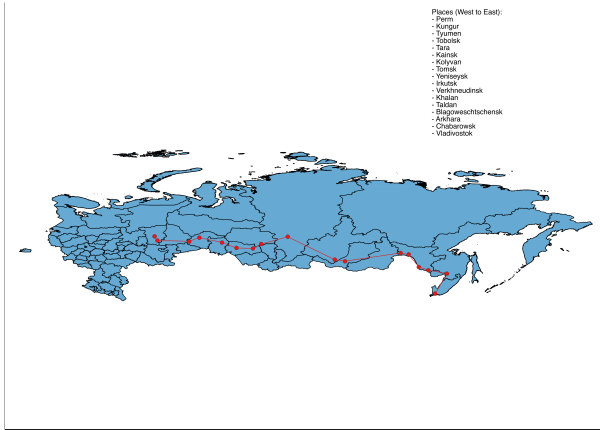 Places (West to East):
- Perm
- Kungur
- Tyumen
- Tobolsk
- Tara
- Kainsk
- Kolyvan
- Tomsk
- Yeniseysk
- Irkutsk
- Verkhneudinsk
- Khalan
- Taldan
- Blagoweschtschensk
- Arkhara
- Chabarowsk
- Vladivostok